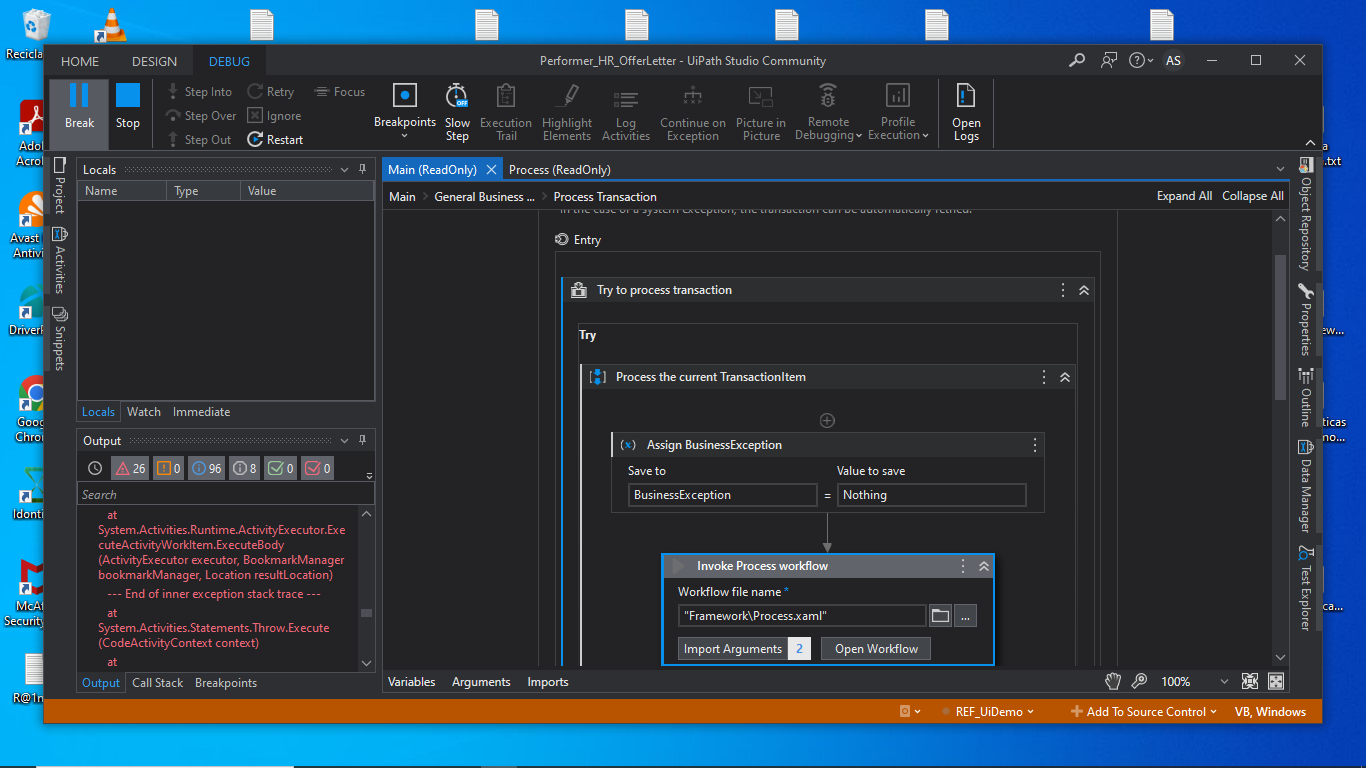 Recicla
HOME DESIGN DEBUG
Performer_HR_OfferLetter - UiPath Studio Community
AS
Break
Stop
Step Into
Step Over
Step Out
Retry
Ignore
Restart
Focus
Breakpoints
Slow
Step
OFF
Execution
Trail
Highlight
Elements
Log
Activities
Continue on
Exception
Picture in
Picture
Remote
Debugging
Profile
Execution
Open
Logs
Project
Activities
Snippets
Locals
Name Type Value
Locals Watch Immediate
Output
26 0 96 8 0 0
Search
at
System.Activities.Runtime.ActivityExecutor.Exe
cuteActivityWorkItem.ExecuteBody
(ActivityExecutor executor, BookmarkManager
bookmarkManager, Location resultLocation)
--- End of inner exception stack trace ---
at
System.Activities.Statements.Throw.Execute
(CodeActivityContext context)
at
Output Call Stack Breakpoints
Main (ReadOnly) Process (ReadOnly)
Main General Business ... Process Transaction
Expand All Collapse All
In the case of a system exception, the transaction can be automatically retried.
Entry
Try to process transaction
Try
Process the current TransactionItem
Assign BusinessException
Save to Value to save
BusinessException = Nothing
Invoke Process workflow
Workflow file name *
"Framework\Process.xaml"
...
Import Arguments 2 Open Workflow
Variables Arguments Imports
100%
Object Repository
Properties
Outline
Data Manager
Test Explorer
REF_UiDemo
Add To Source Control
VB, Windows
Adol
Acrol
Avast
Antivi
DriverF
Goog
Chron
Idonti
McAf
Security
R@1n
a
.txt
ew...
ticas
no...
ca...